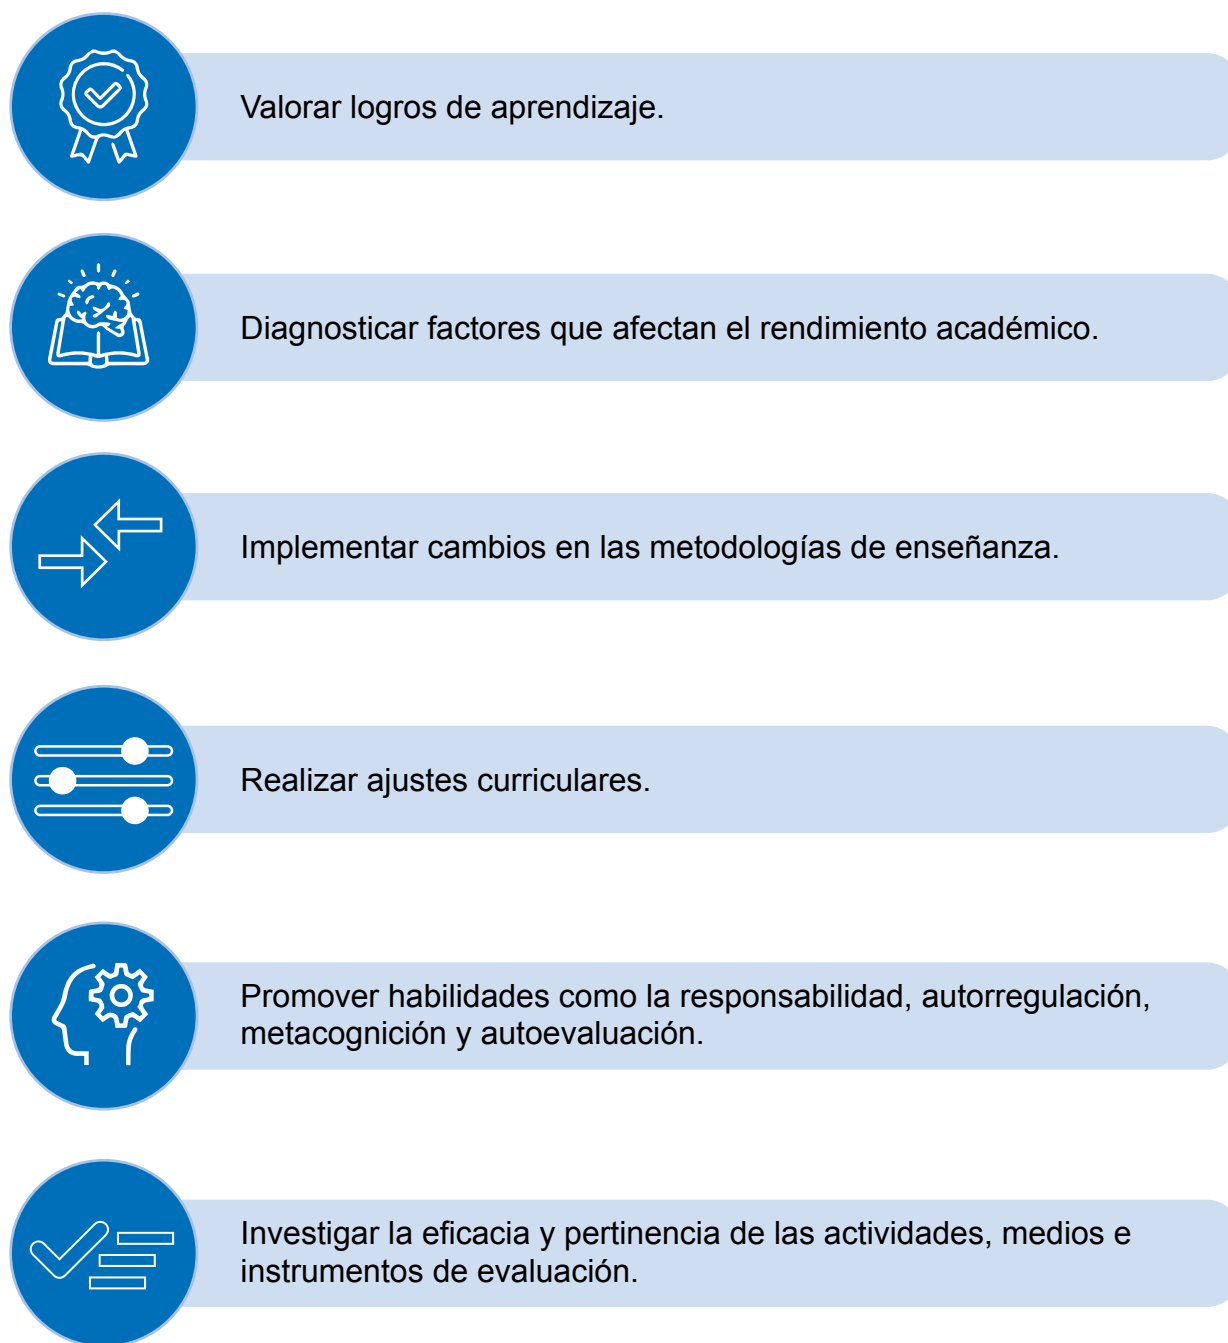 Valorar logros de aprendizaje.
Diagnosticar factores que afectan el rendimiento académico.
Implementar cambios en las metodologías de enseñanza.
Realizar ajustes curriculares.
Promover habilidades como la responsabilidad, autorregulación,
metacognición y autoevaluación.
Investigar la eficacia y pertinencia de las actividades, medios e
instrumentos de evaluación.